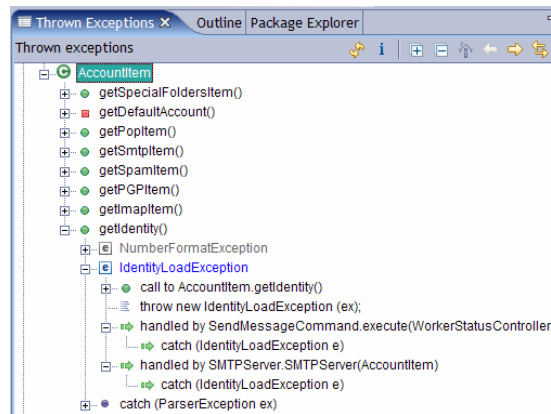 Thrown Exceptions Outline Package Explorer
Thrown exceptions
AccountItem
getSpecialFoldersItem()
getDefaultAccount()
getPopItem()
getSmtpItem()
getSpamItem()
getPGPItem()
getImapItem()
getIdentity()
NumberFormatException
IdentityLoadException
call to AccountItem.getIdentity()
throw new IdentityLoadException (ex);
handled by SendMessageCommand.execute(WorkerStatusController
catch (IdentityLoadException e)
handled by SMTPServer.SMTPServer(AccountItem)
catch (IdentityLoadException e)
catch (ParserException ex)